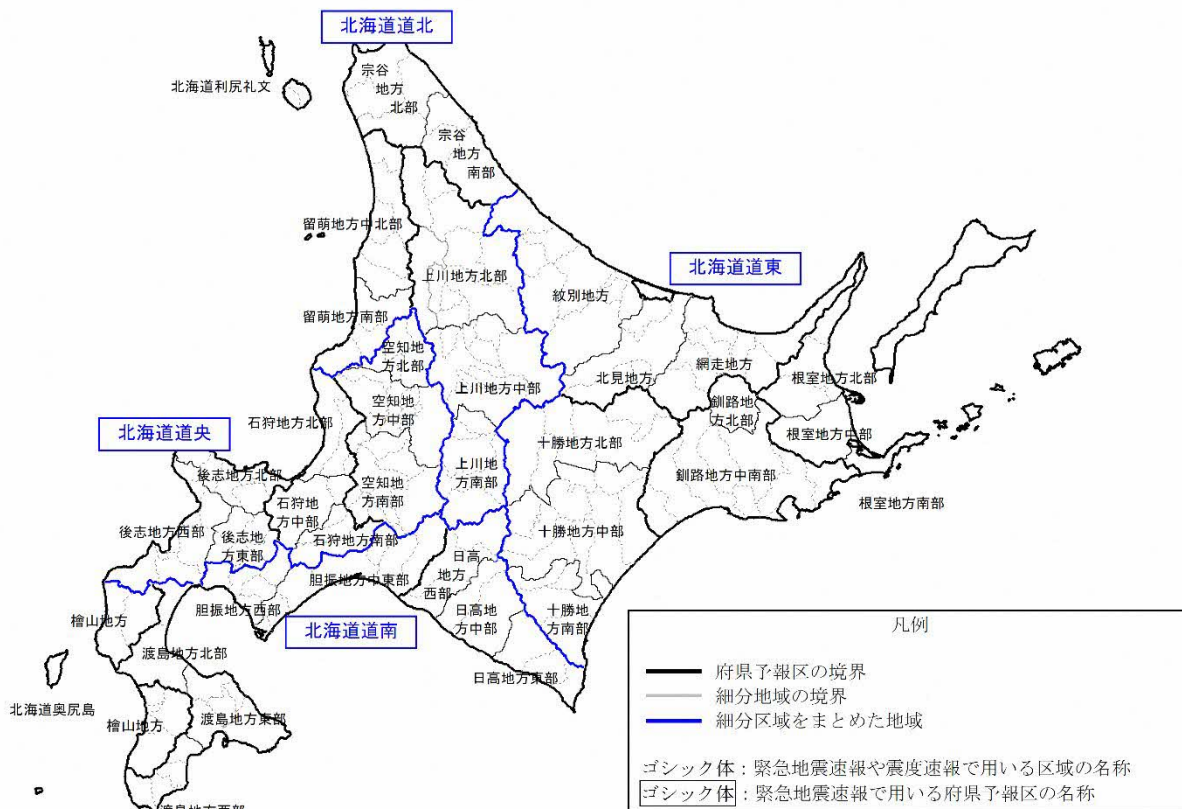 北海道道北
宗谷
地方
北部
北海道利尻礼文
宗谷
地方
南部
留萌地方中北部
北海道道東
上川地方北部
紋別地方
留萌地方南部
空知地
方北部
網走地方
北見地方
根室地方北部
上川地方中部
釧路地
方北部
空知地
方中部
石狩地方北部
北海道道央
根室地方中部
十勝地方北部
上川地
方南部
後志地方北部
釧路地方中南部
空知地
方南部
石狩地
方中部
根室地方南部
後志地方西部
後志地
方東部
石狩地方南部
十勝地方中部
日高
地方
西部
胆振地方中東部
胆振地方西部
日高地
方中部
十勝地
方南部
檜山地方
北海道道南
渡島地方北部
日高地方東部
北海道奥尻島
檜山地方
渡島地方東部
渡島地方西部
凡例
府県予報区の境界
細分地域の境界
細分区域をまとめた地域
ゴシック体：緊急地震速報や震度速報で用いる区域の名称
ゴシック体：緊急地震速報で用いる府県予報区の名称